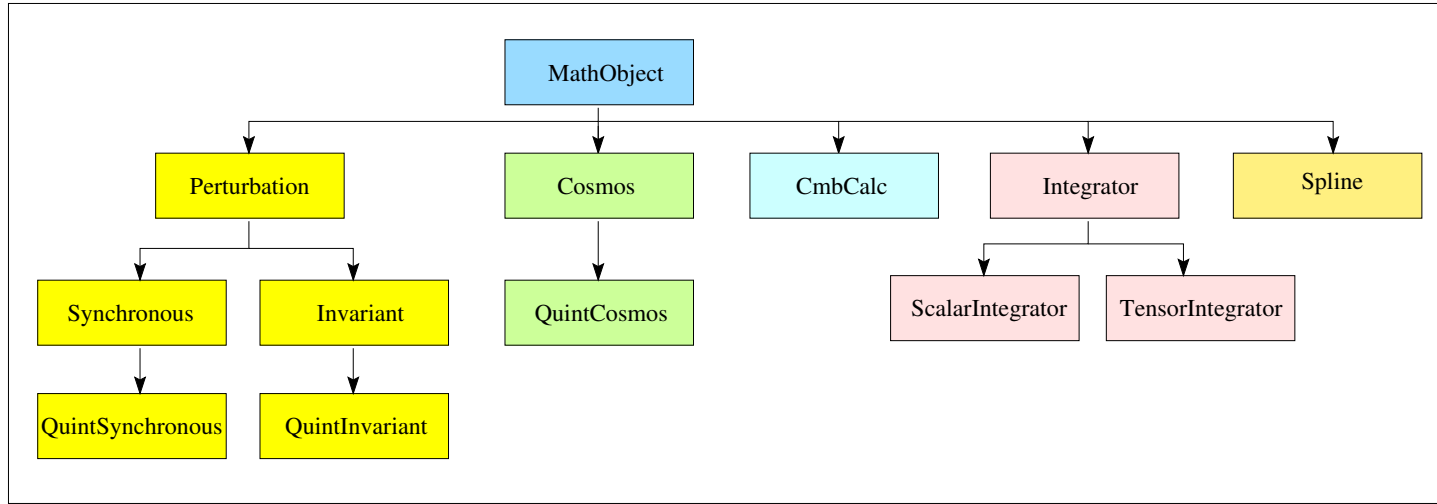 MathObject
Perturbation
Cosmos
CmbCalc
Integrator
Spline
Synchronous
Invariant
QuintCosmos
ScalarIntegrator
TensorIntegrator
QuintSynchronous
QuintInvariant